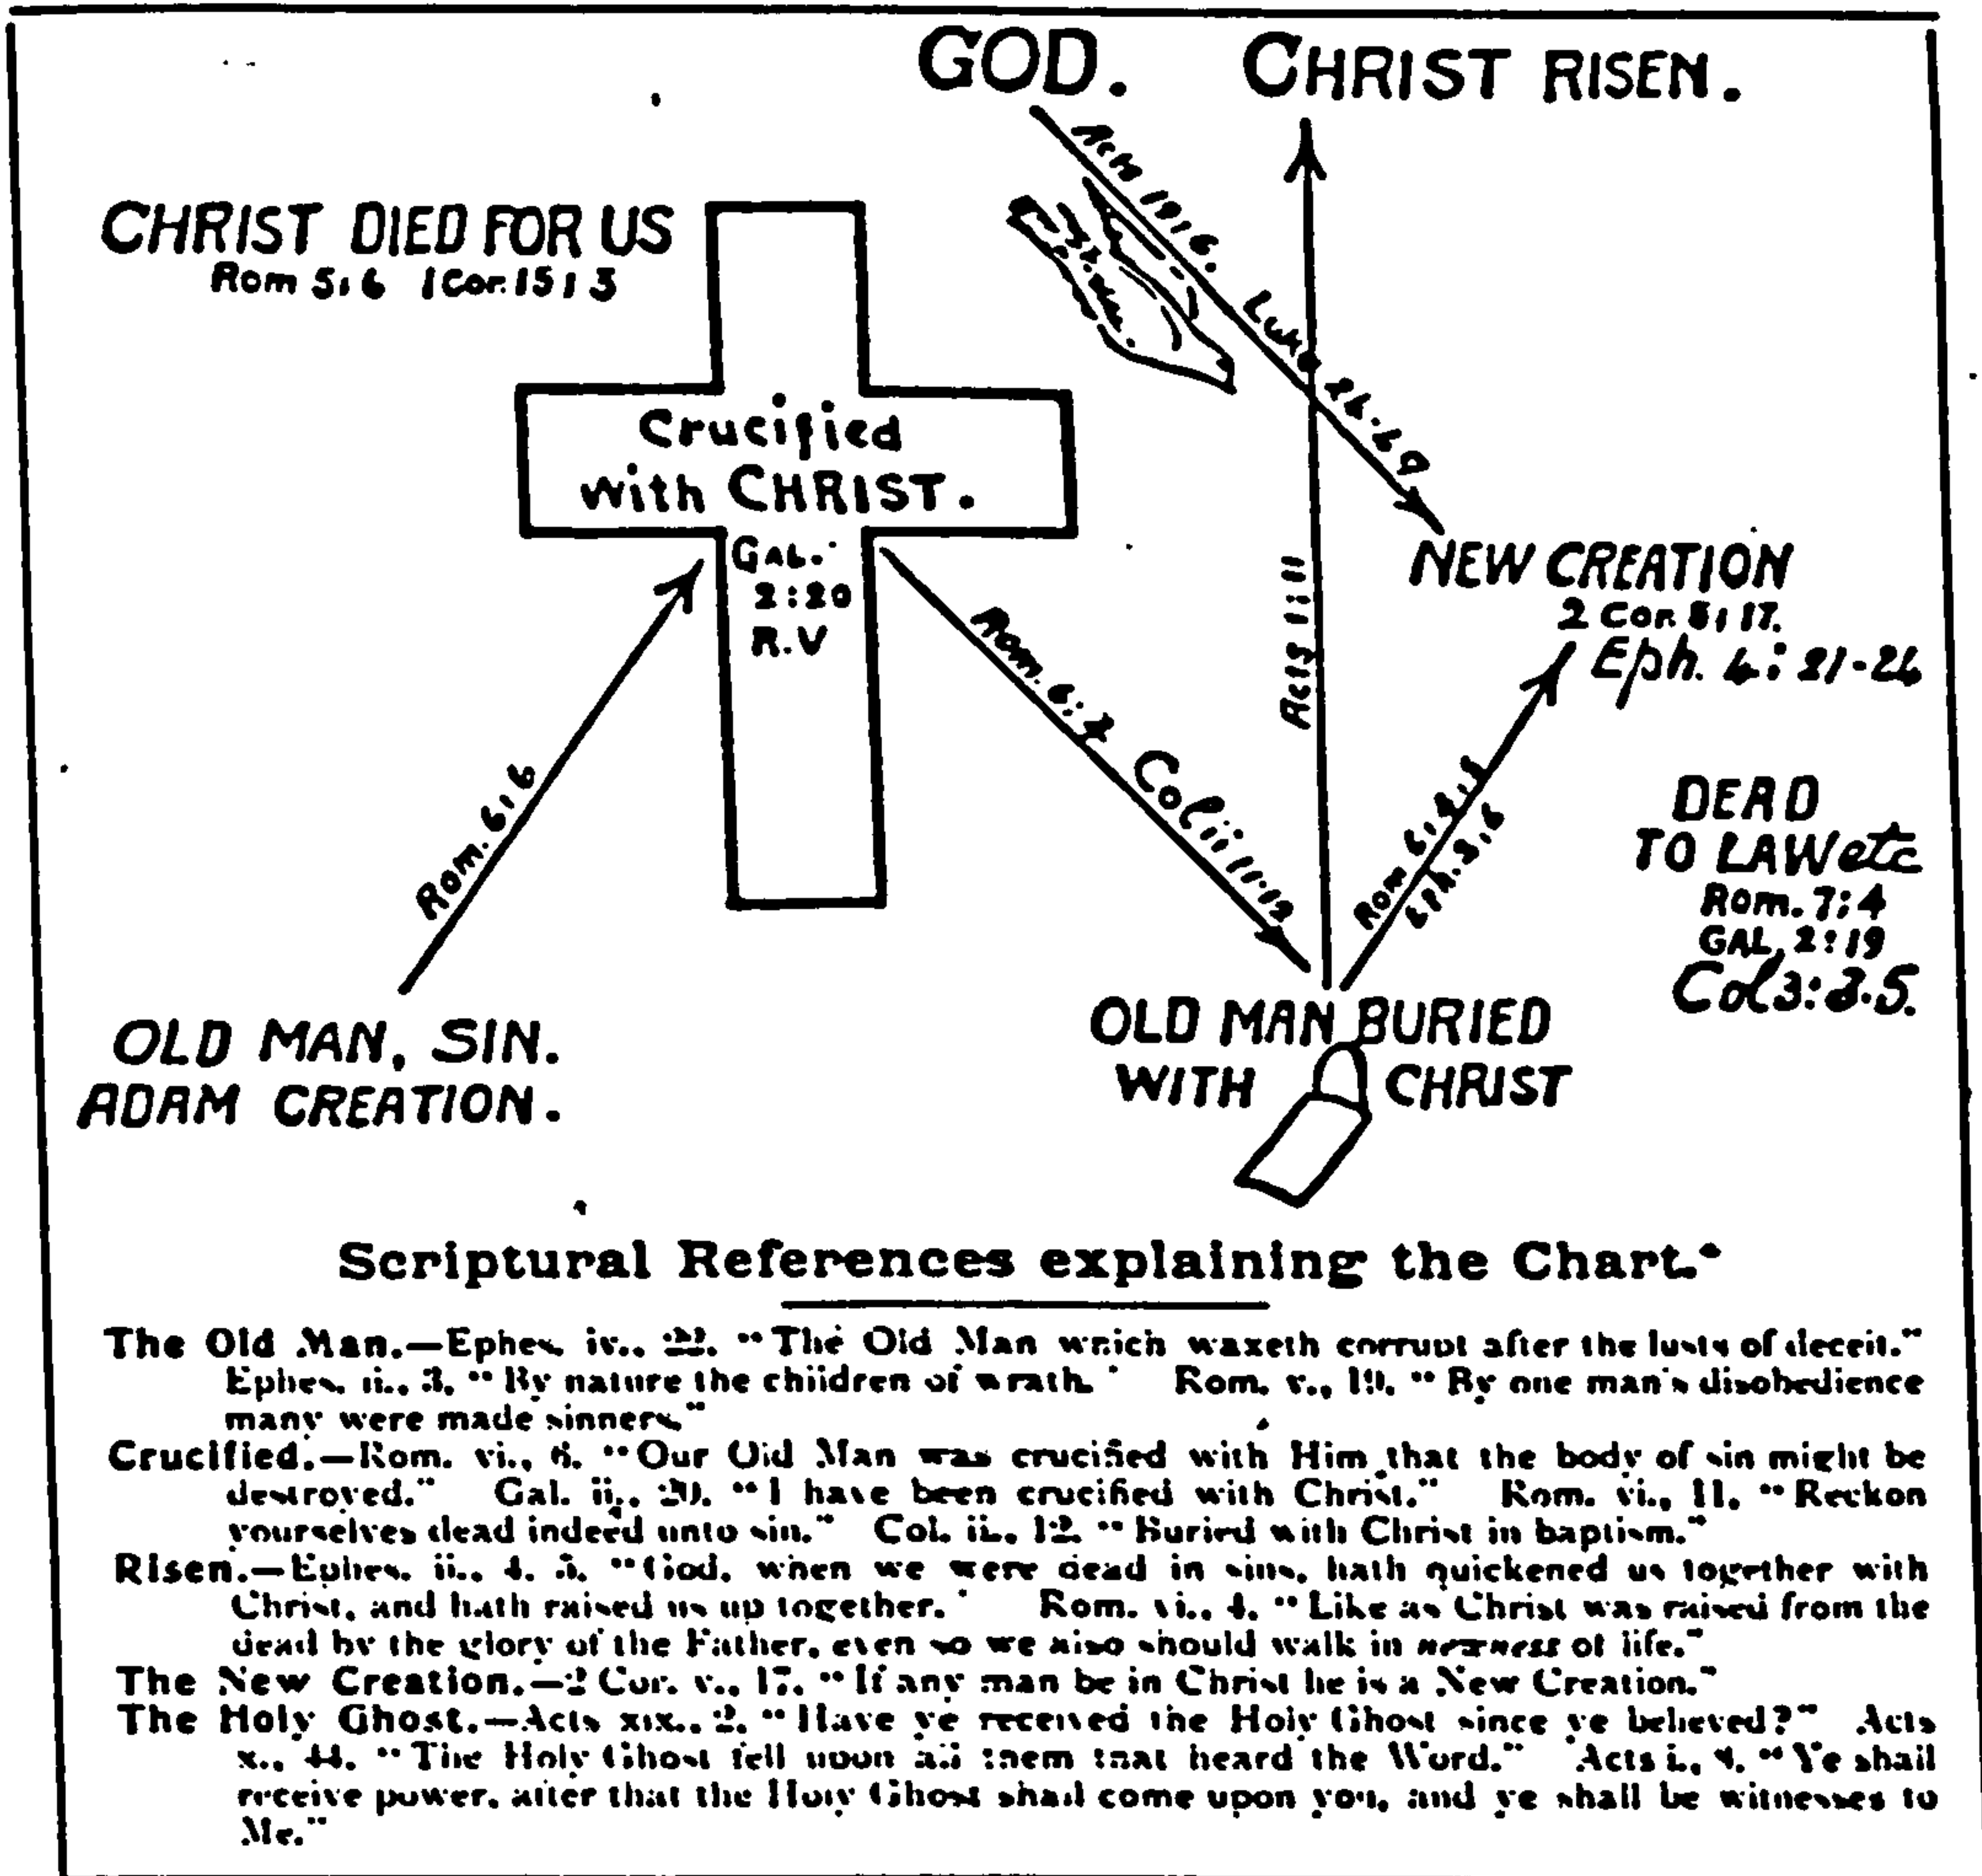 GOD. CHRIST RISEN.
CHRIST DIED FOR US
Rom 5:6 1 Cor. 15:3
Crucified
with CHRIST.
GAL.
2:20
R.V
Acts 19:6.
Luke 24:49
Acts 1:11
NEW CREATION
2 Cor. 5:17.
Eph. 4:21-24
Rom. 6:6
Rom. 6:4 Col ii 11:12
Rom 6:4,5
Eph. 2:6
DEAD
TO LAW etc
Rom. 7:4
GAL. 2:19
Col 3:3.5.
OLD MAN, SIN.
ADAM CREATION.
OLD MAN BURIED
WITH CHRIST
Scriptural References explaining the Chart.
The Old Man.—Ephes. iv., 22. "The Old Man which waxeth corrupt after the lusts of deceit."
Ephes. ii., 3. "By nature the children of wrath." Rom. v., 19. "By one man's disobedience
many were made sinners."
Crucified.—Rom. vi., 6. "Our Old Man was crucified with Him that the body of sin might be
destroyed." Gal. ii., 20. "I have been crucified with Christ." Rom. vi., 11. "Reckon
yourselves dead indeed unto sin." Col. ii., 12. "Buried with Christ in baptism."
Risen.—Ephes. ii., 4, 5. "God, when we were dead in sins, hath quickened us together with
Christ, and hath raised us up together." Rom. vi., 4. "Like as Christ was raised from the
dead by the glory of the Father, even so we also should walk in newness of life."
The New Creation.—2 Cor. v., 17. "If any man be in Christ he is a New Creation."
The Holy Ghost.—Acts xix., 2. "Have ye received the Holy Ghost since ye believed?" Acts
x., 44. "The Holy Ghost fell upon all them that heard the Word." Acts i., "Ye shall
receive power, after that the Holy Ghost shall come upon you, and ye shall be witnesses to
Me."